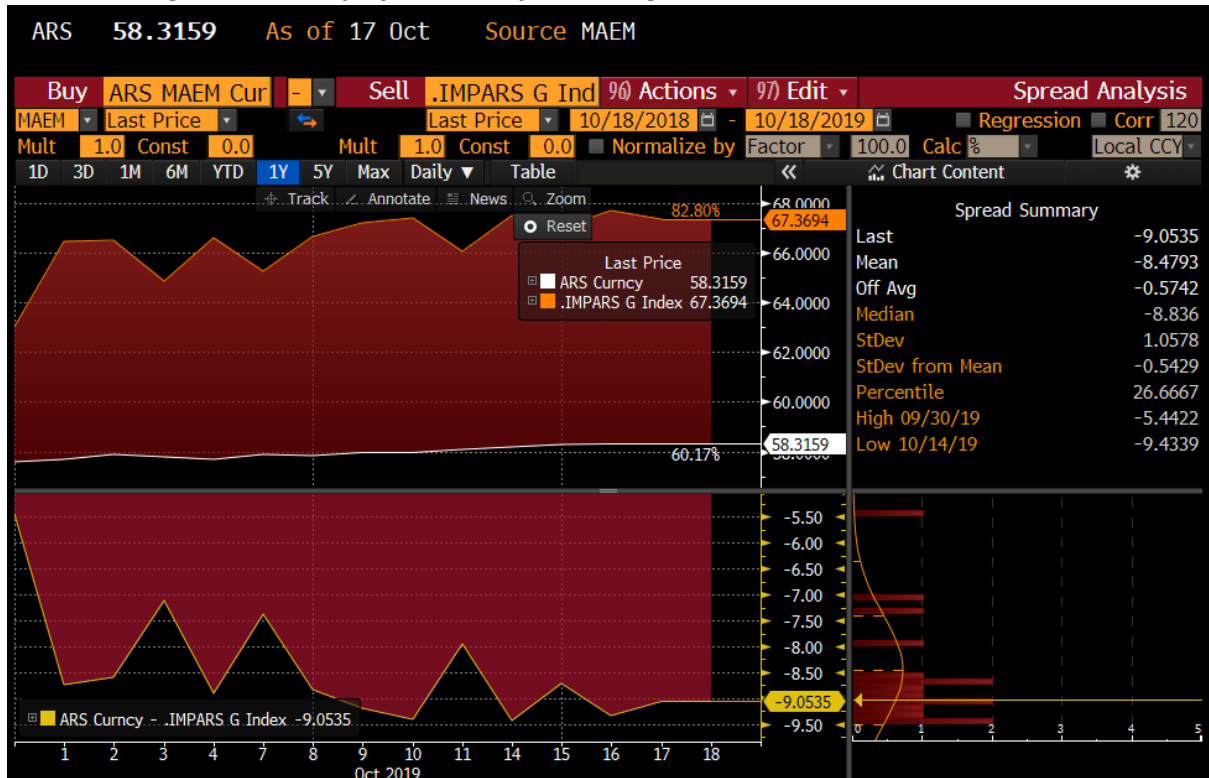 ARS 58.3159 As of 17 Oct Source MAEM
Buy ARS MAEM Cur - Sell .IMPARS G Ind 96) Actions 97) Edit Spread Analysis
MAEM Last Price Last Price 10/18/2018 - 10/18/2019 Regression Corr 120
Mult 1.0 Const 0.0 Mult 1.0 Const 0.0 Normalize by Factor 100.0 Calc % Local CCY
1D 3D 1M 6M YTD 1Y 5Y Max Daily ▼ Table « Chart Content
Track Annotate News Zoom
Reset
82.80%
Last Price
ARS Curncy 58.3159
.IMPARS G Index 67.3694
60.17%
68.0000
67.3694
66.0000
64.0000
62.0000
60.0000
58.3159
Spread Summary
Last -9.0535
Mean -8.4793
Off Avg -0.5742
Median -8.836
StDev 1.0578
StDev from Mean -0.5429
Percentile 26.6667
High 09/30/19 -5.4422
Low 10/14/19 -9.4339
-5.50
-6.00
-6.50
-7.00
-7.50
-8.00
-8.50
-9.0535
-9.50
ARS Curncy - .IMPARS G Index -9.0535
0 1 2 3 4 5
1 2 3 4 7 8 9 10 11 14 15 16 17 18
Oct 2019